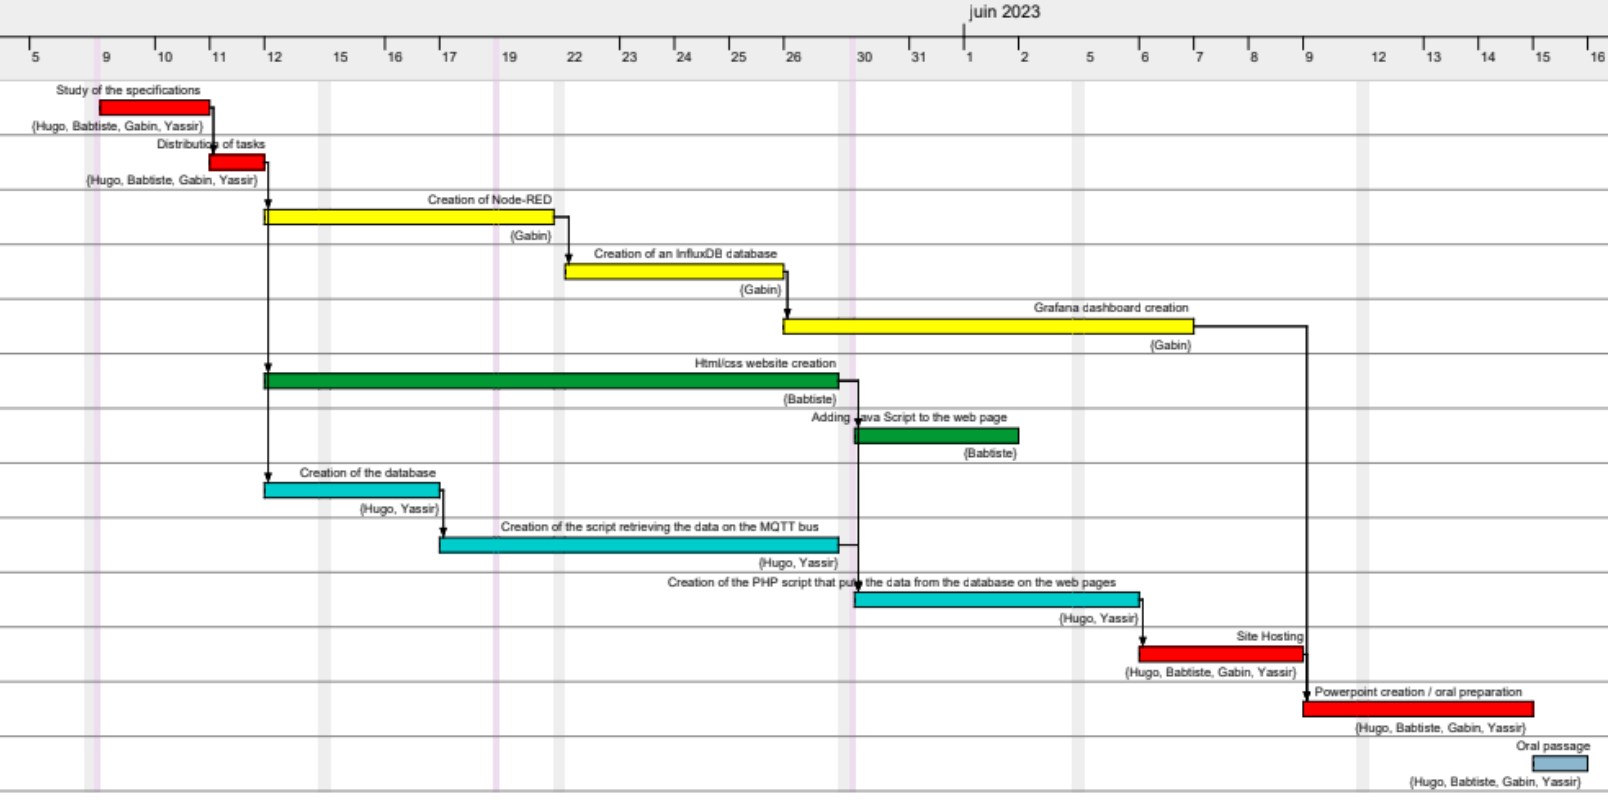 juin 2023
5 9 10 11 12 15 16 17 19 22 23 24 25 26 30 31 1 2 5 6 7 8 9 12 13 14 15 16
Study of the specifications
{Hugo, Babtiste, Gabin, Yassir}
Distribution of tasks
{Hugo, Babtiste, Gabin, Yassir}
Creation of Node-RED
{Gabin}
Creation of an InfluxDB database
{Gabin}
Grafana dashboard creation
{Gabin}
Html/css website creation
{Babtiste}
Adding Java Script to the web page
{Babtiste}
Creation of the database
{Hugo, Yassir}
Creation of the script retrieving the data on the MQTT bus
{Hugo, Yassir}
Creation of the PHP script that puts the data from the database on the web pages
{Hugo, Yassir}
Site Hosting
{Hugo, Babtiste, Gabin, Yassir}
Powerpoint creation / oral preparation
{Hugo, Babtiste, Gabin, Yassir}
Oral passage
{Hugo, Babtiste, Gabin, Yassir}